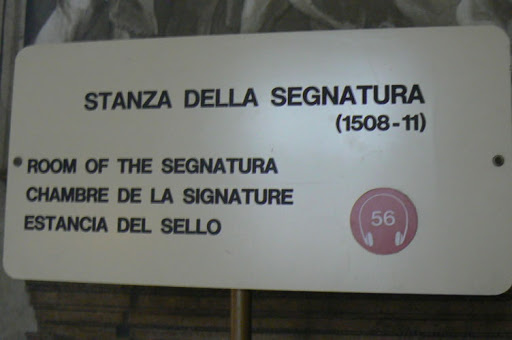 STANZA DELLA SEGNATURA
(1508-11)
ROOM OF THE SEGNATURA
CHAMBRE DE LA SIGNATURE
ESTANCIA DEL SELLO
56